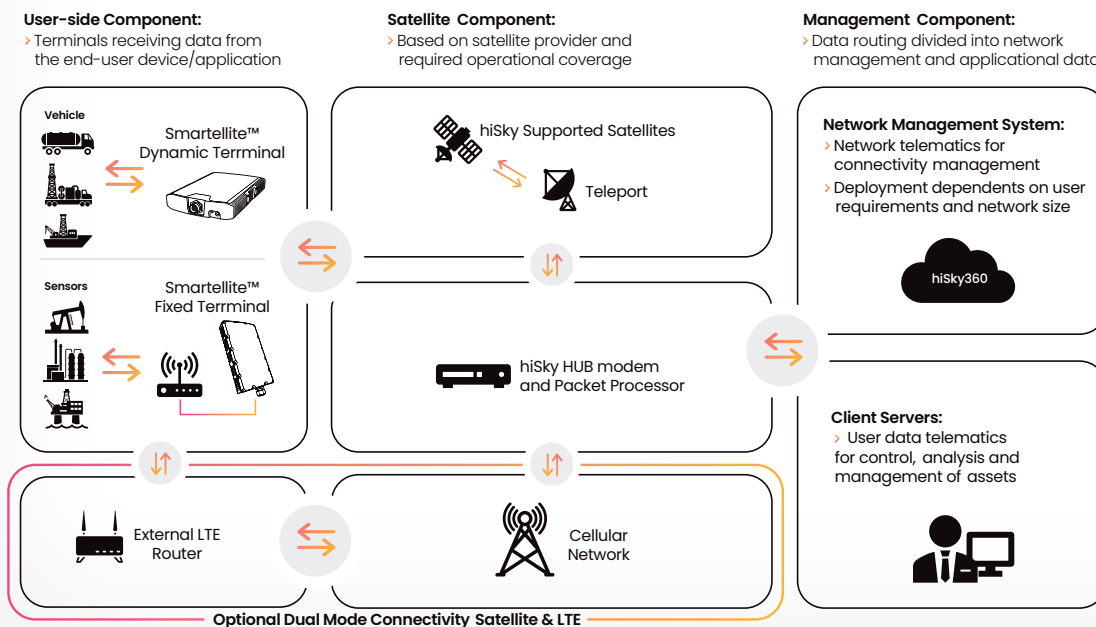 User-side Component:
> Terminals receiving data from
the end-user device/application
Satellite Component:
> Based on satellite provider and
required operational coverage
Management Component:
> Data routing divided into network
management and applicational data
Vehicle
Smartellite™
Dynamic Terrminal
Sensors
Smartellite™
Fixed Terrminal
hiSky Supported Satellites
Teleport
hiSky HUB modem
and Packet Processor
Network Management System:
> Network telematics for
connectivity management
> Deployment dependents on user
requirements and network size
hiSky360
Client Servers:
> User data telematics
for control, analysis and
management of assets
External LTE
Router
Cellular
Network
Optional Dual Mode Connectivity Satellite & LTE